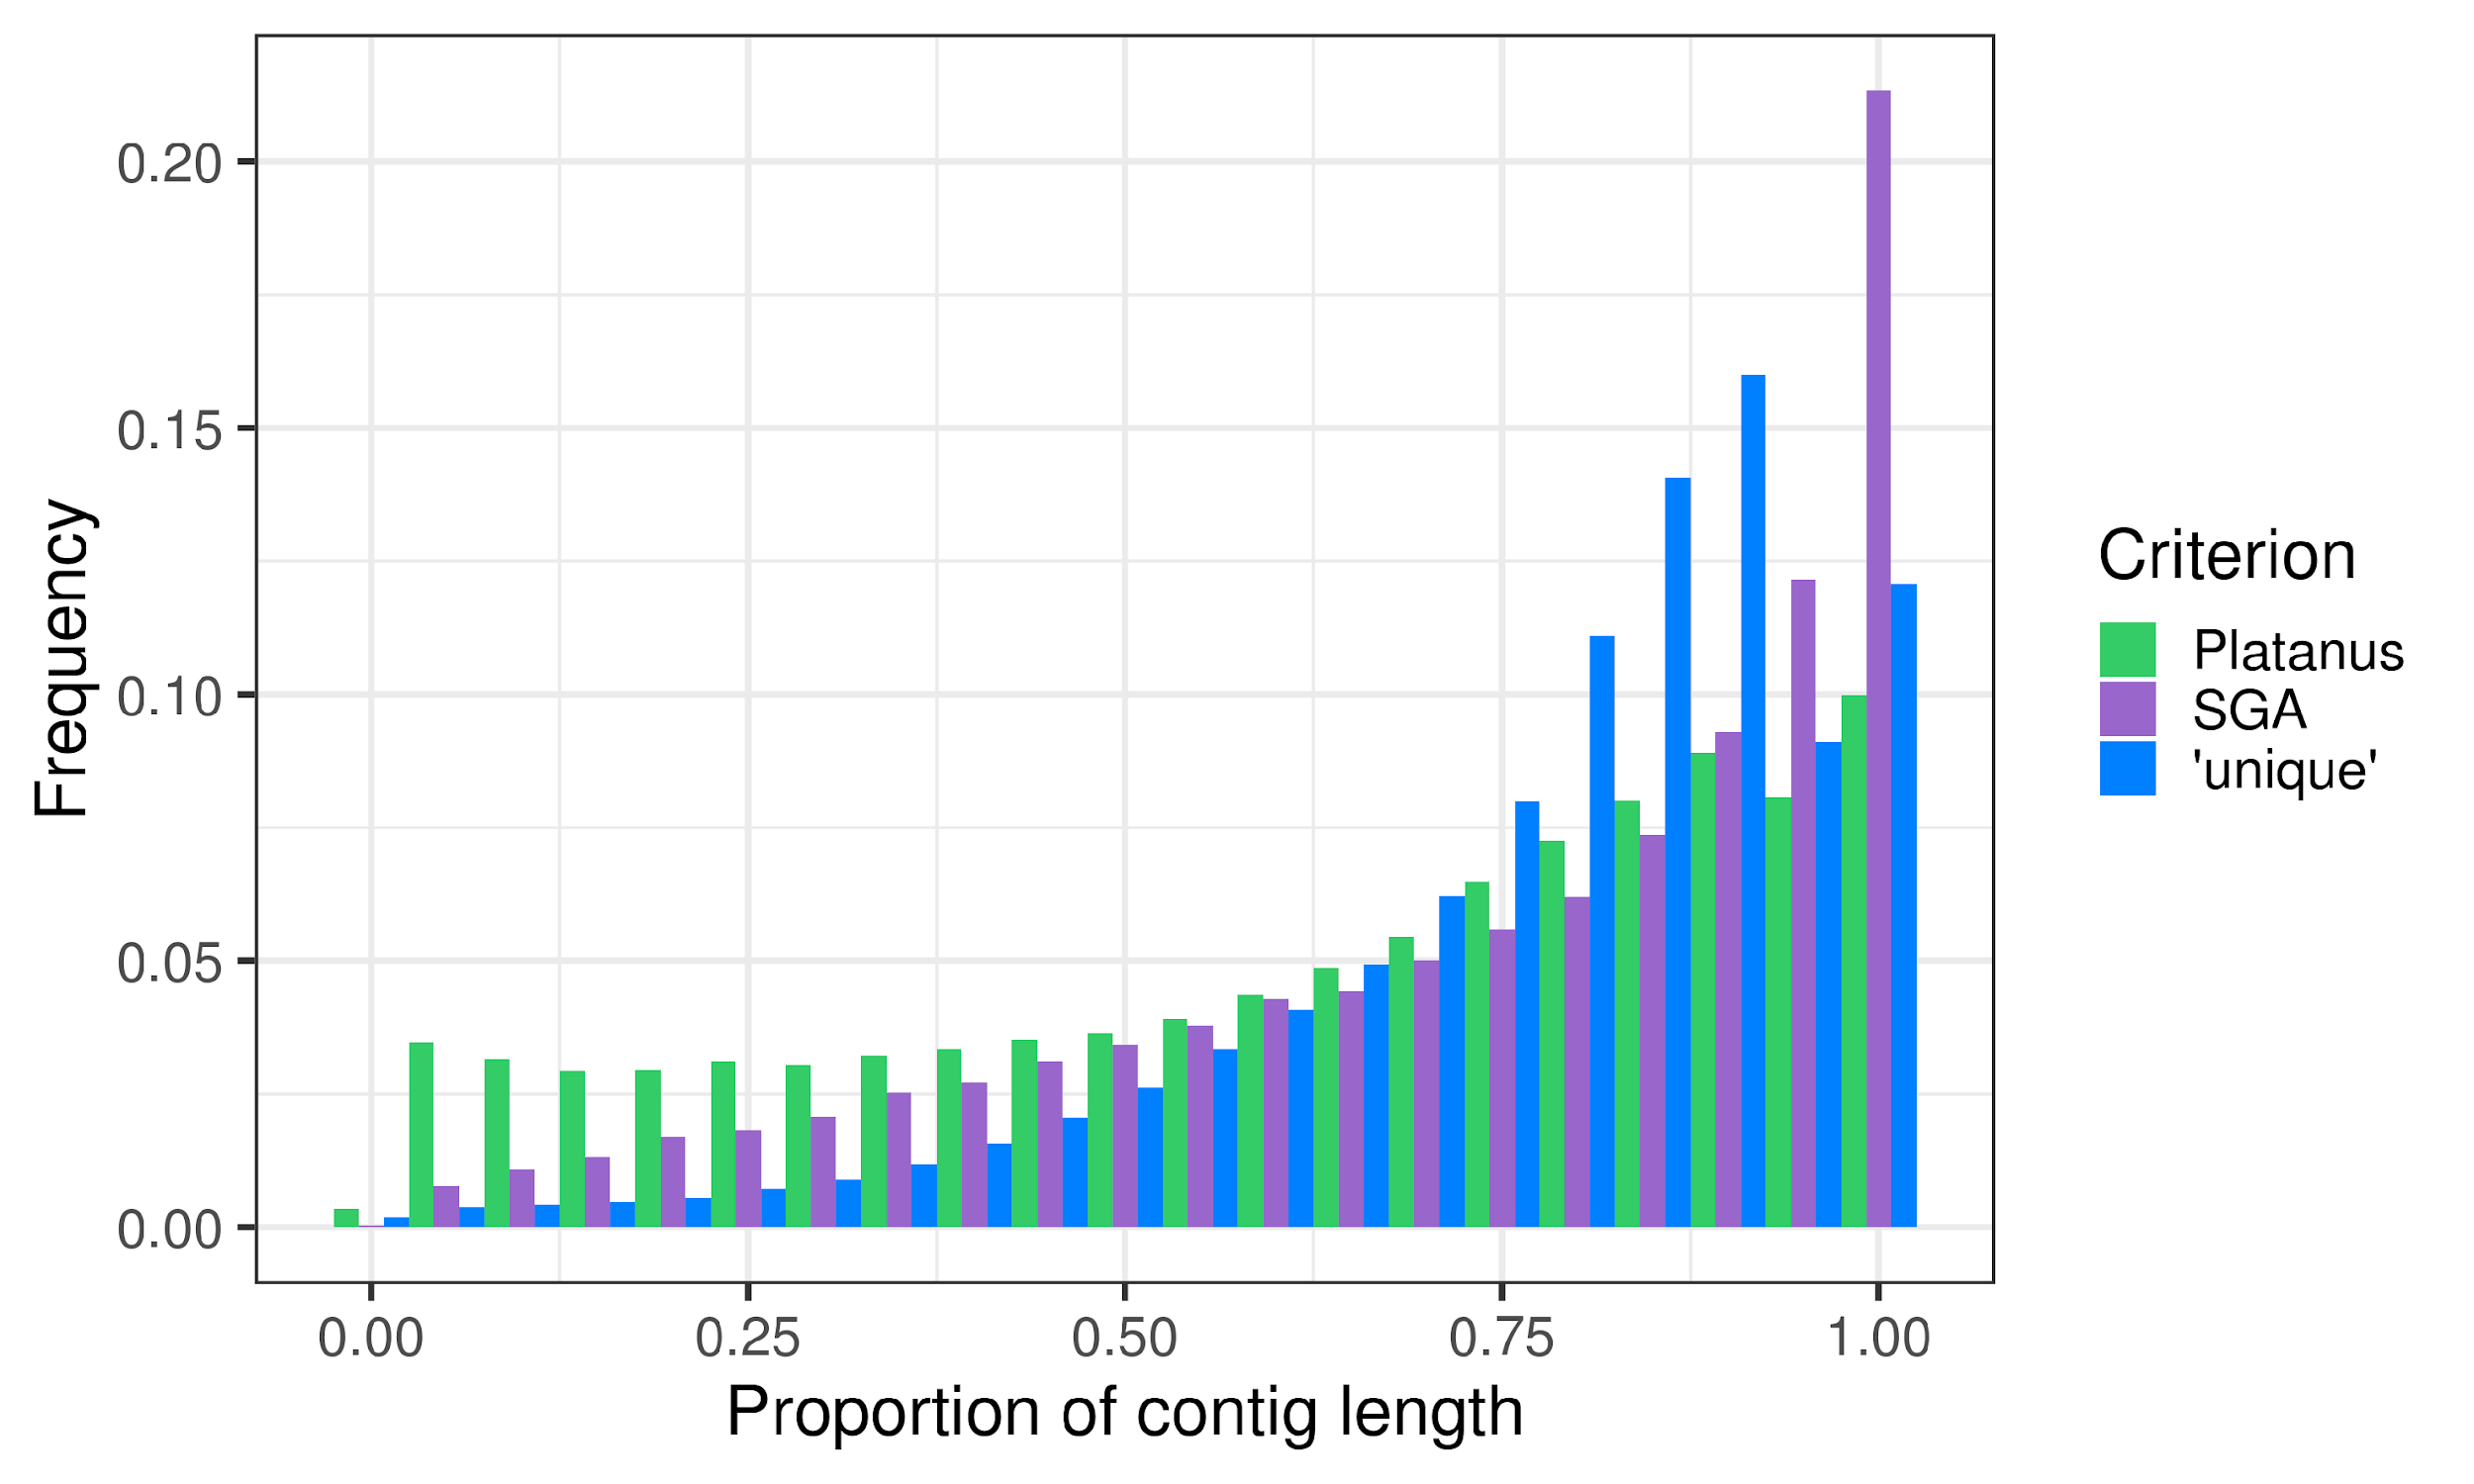 0.20
0.15
0.10
0.05
0.00
Frequency
0.00 0.25 0.50 0.75 1.00
Proportion of contig length
Criterion
Platanus
SGA
'unique'